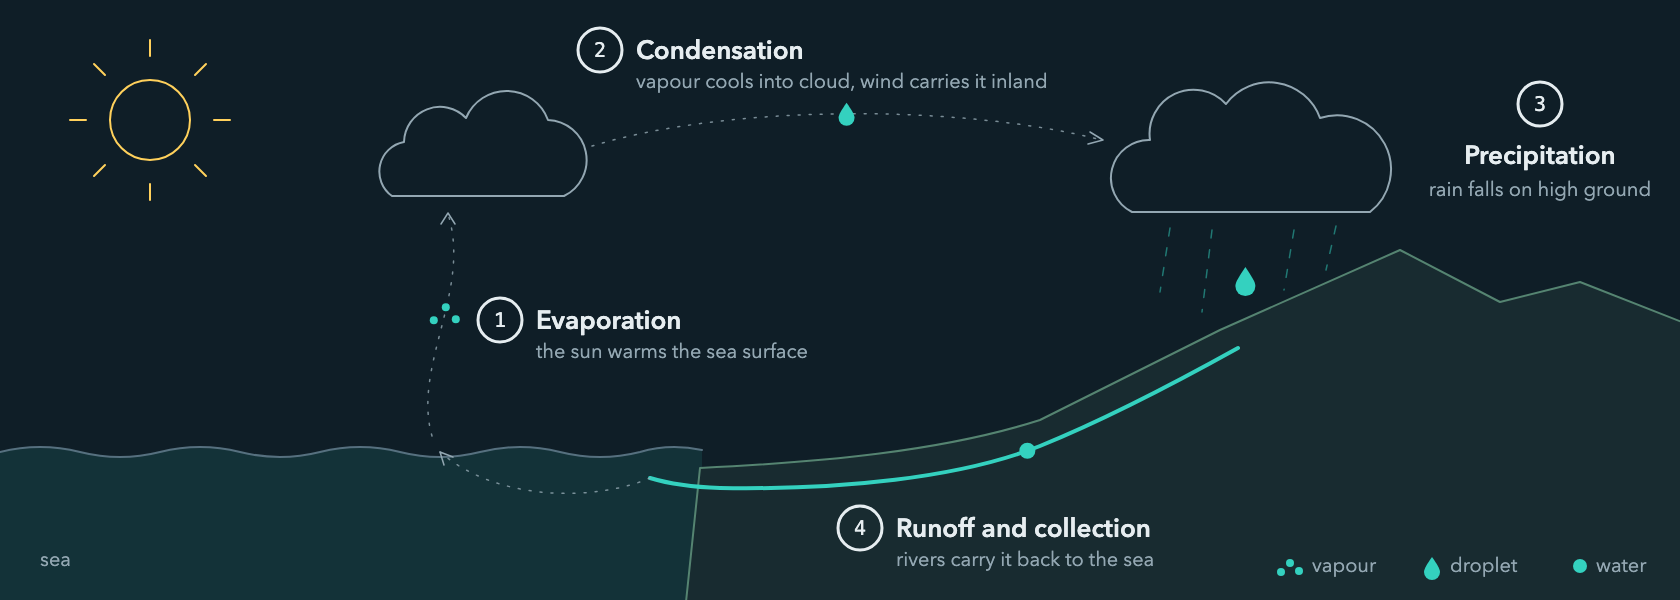 2
Condensation
vapour cools into cloud, wind carries it inland
3
Precipitation
rain falls on high ground
1
Evaporation
the sun warms the sea surface
4
Runoff and collection
rivers carry it back to the sea
sea
vapour
droplet
water